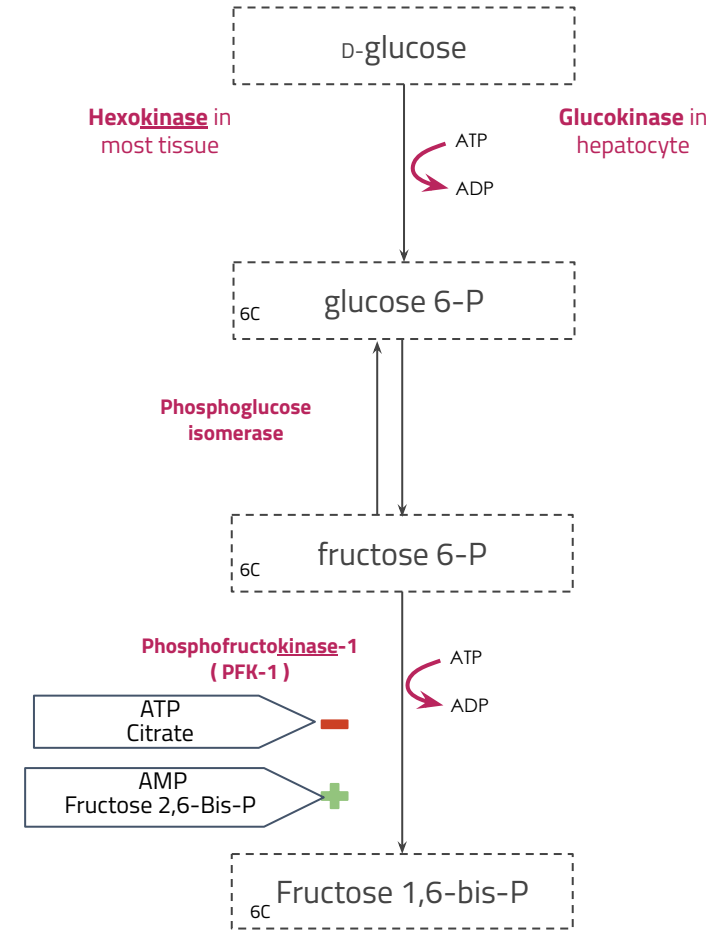 D-glucose
Hexokinase in
most tissue
Glucokinase in
hepatocyte
ATP
ADP
6C
glucose 6-P
Phosphoglucose
isomerase
6C
fructose 6-P
Phosphofructokinase-1
( PFK-1 )
ATP
ADP
ATP
Citrate
AMP
Fructose 2,6-Bis-P
6C
Fructose 1,6-bis-P